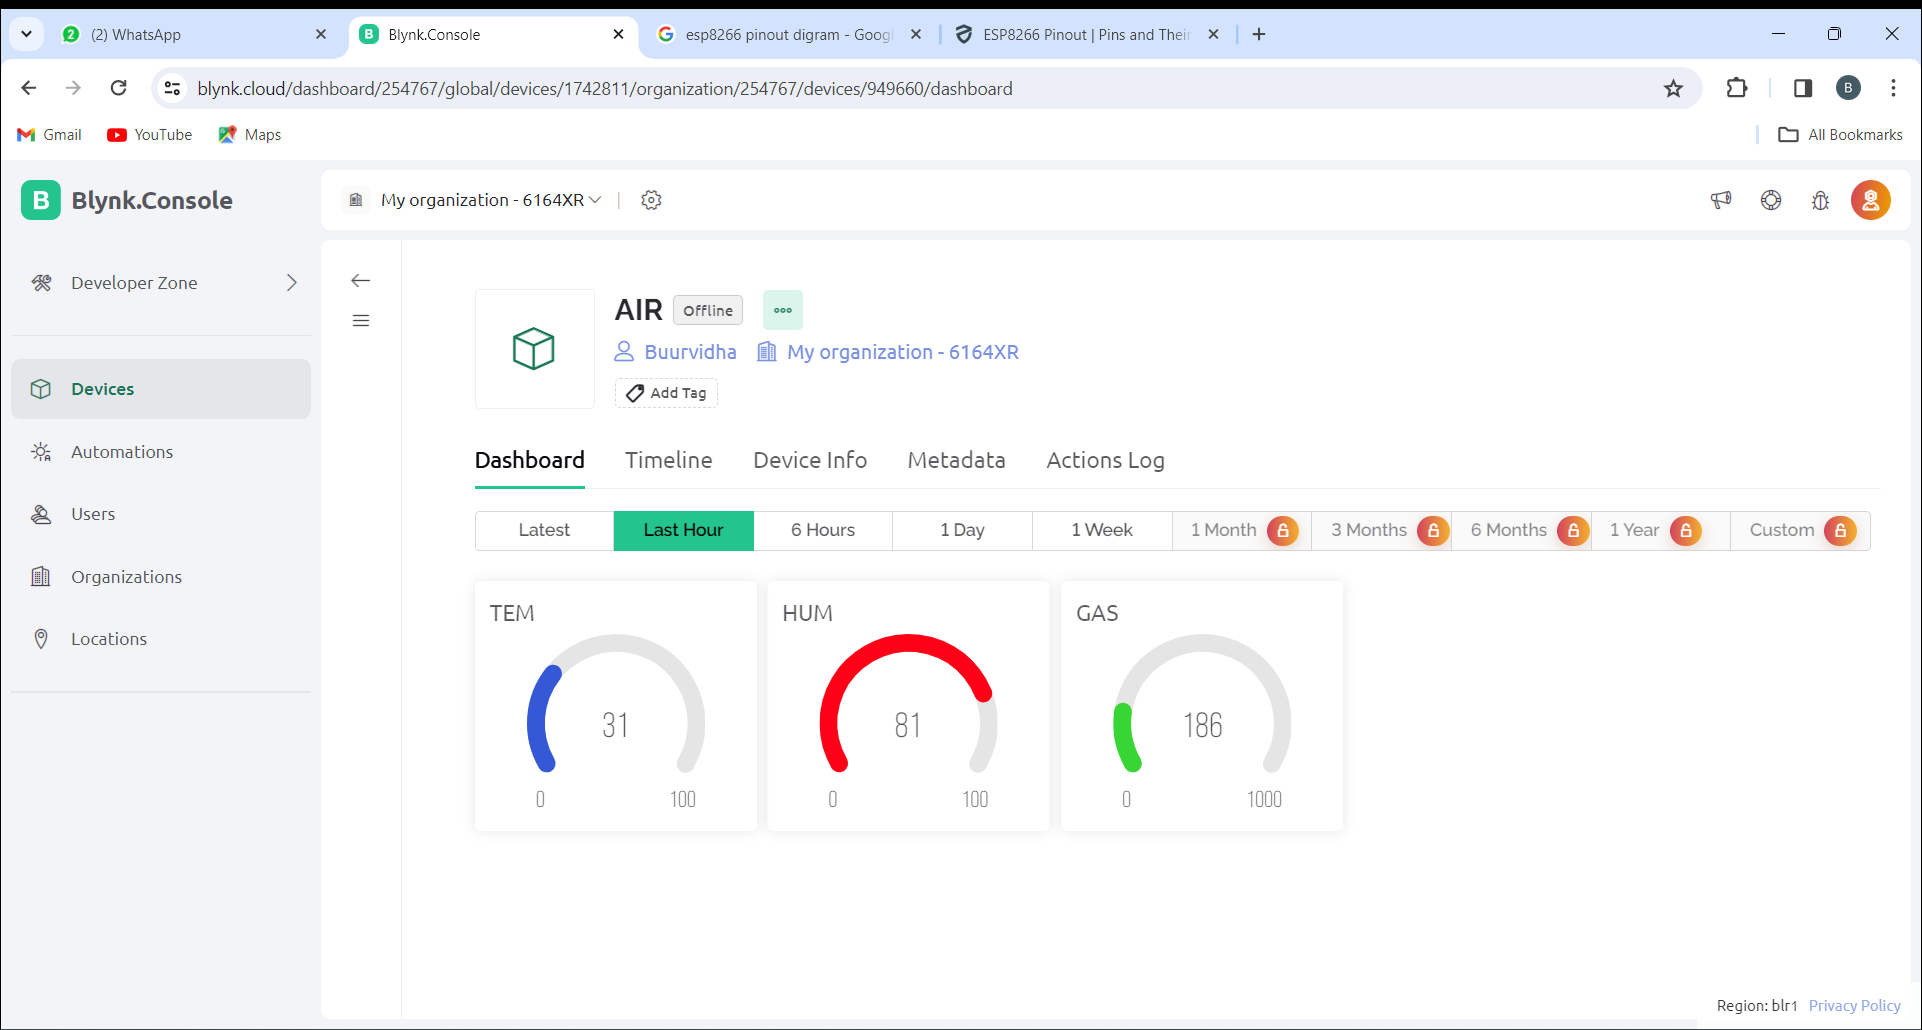 2 (2) WhatsApp
B Blynk.Console
esp8266 pinout digram - Googl
ESP8266 Pinout | Pins and Their
blynk.cloud/dashboard/254767/global/devices/1742811/organization/254767/devices/949660/dashboard
B
Gmail YouTube Maps
All Bookmarks
B Blynk.Console
My organization - 6164XR
Developer Zone
Devices
Automations
Users
Organizations
Locations
AIR Offline
Buurvidha My organization - 6164XR
Add Tag
Dashboard Timeline Device Info Metadata Actions Log
Latest Last Hour 6 Hours 1 Day 1 Week 1 Month 3 Months 6 Months 1 Year Custom
TEM
31
0 100
HUM
81
0 100
GAS
186
0 1000
Region: blr1 Privacy Policy